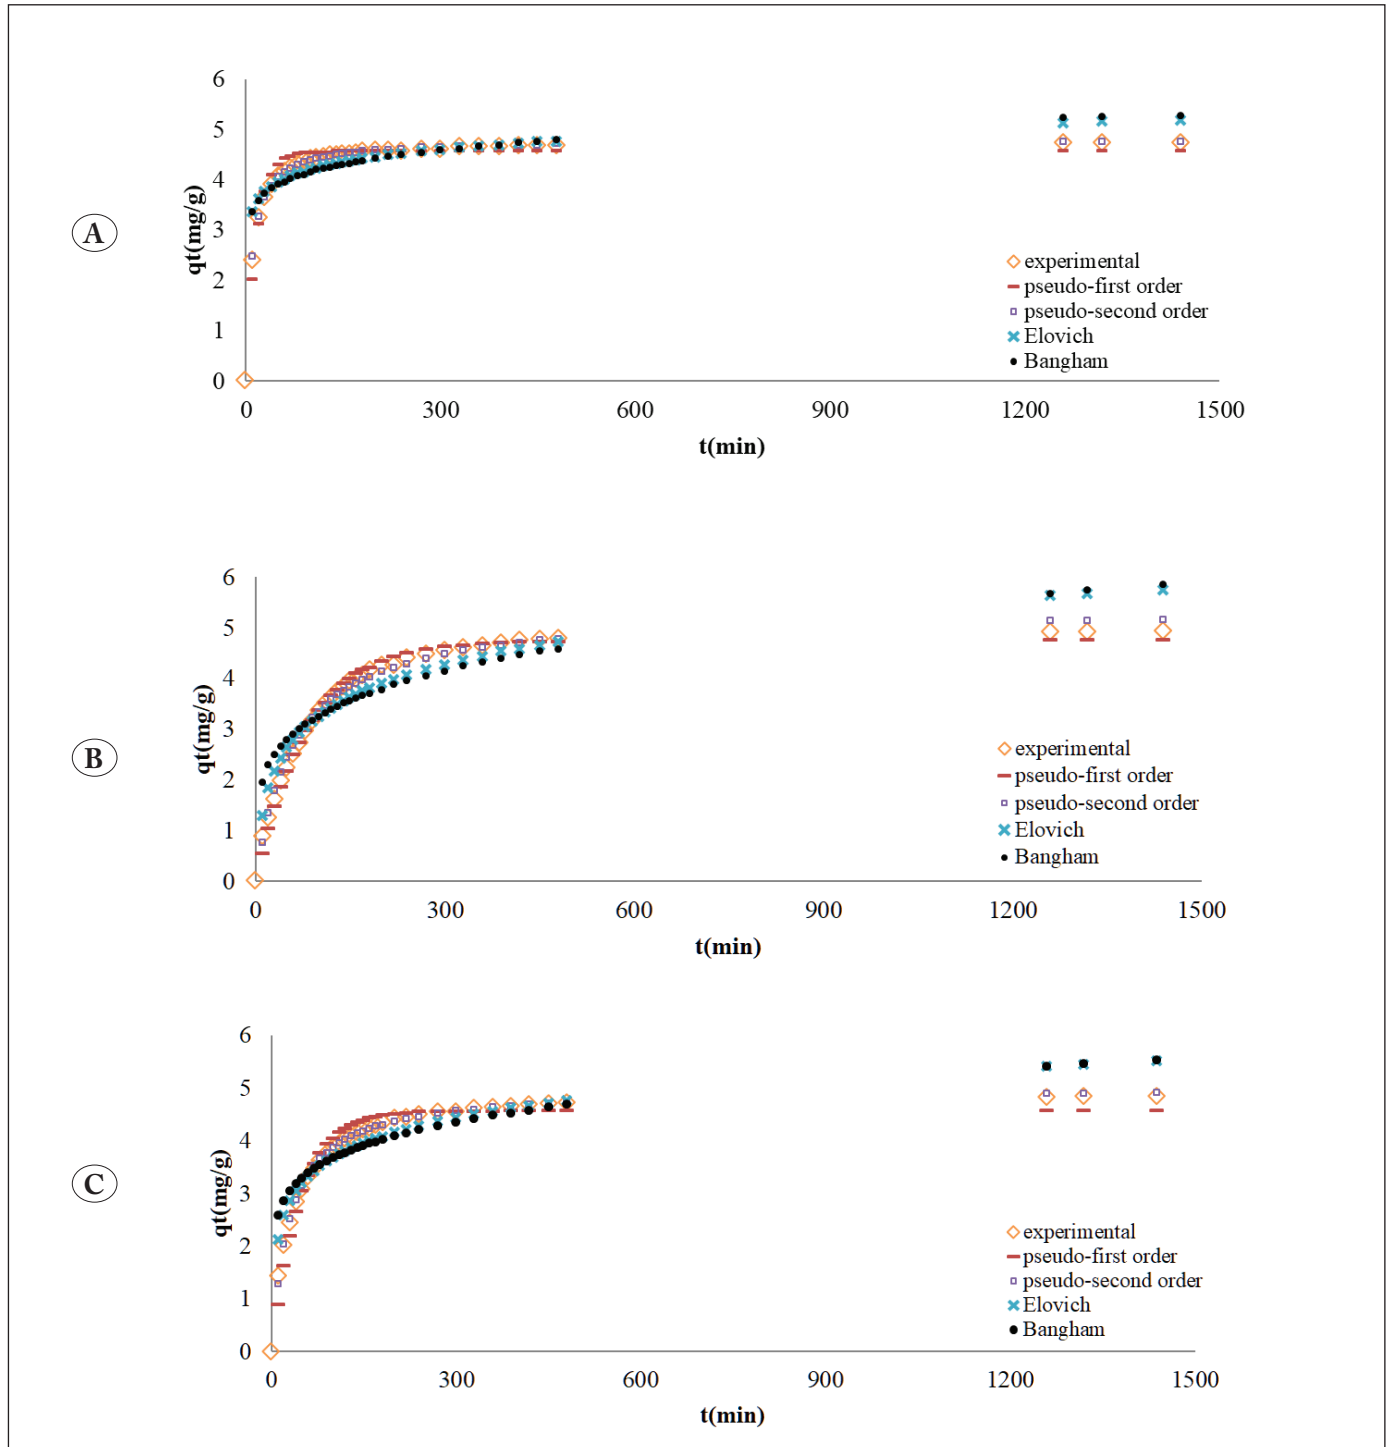 A
6
5
4
3
2
1
0
qt(mg/g)
0 300 600 900 1200 1500
t(min)
experimental
pseudo-first order
pseudo-second order
Elovich
Bangham
B
6
5
4
3
2
1
0
qt(mg/g)
0 300 600 900 1200 1500
t(min)
experimental
pseudo-first order
pseudo-second order
Elovich
Bangham
C
6
5
4
3
2
1
0
qt(mg/g)
0 300 600 900 1200 1500
t(min)
experimental
pseudo-first order
pseudo-second order
Elovich
Bangham